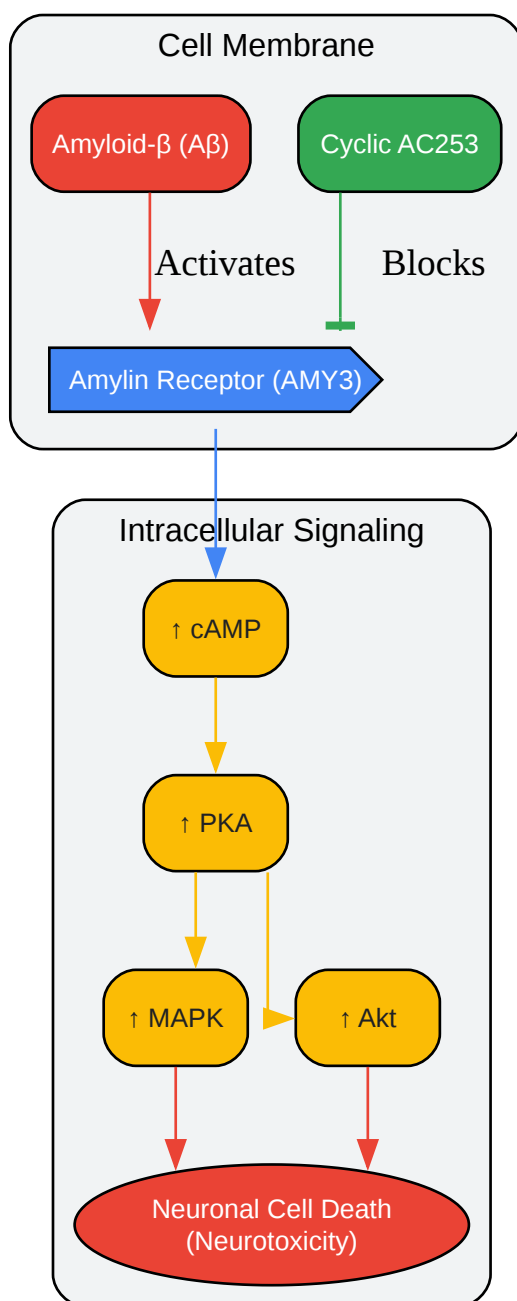 Cell Membrane
Amyloid-β (Aβ)
Cyclic AC253
Activates
Blocks
Amylin Receptor (AMY3)
Intracellular Signaling
↑ cAMP
↑ PKA
↑ MAPK
↑ Akt
Neuronal Cell Death
(Neurotoxicity)